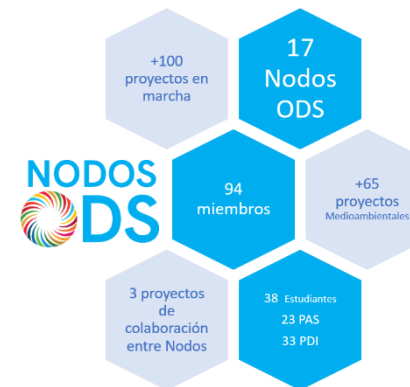 +100
proyectos en
marcha
17
Nodos
ODS
NODOS
ODS
94
miembros
+65
proyectos
Medioambientales
3 proyectos
de
colaboración
entre Nodos
38 Estudiantes
23 PAS
33 PDI